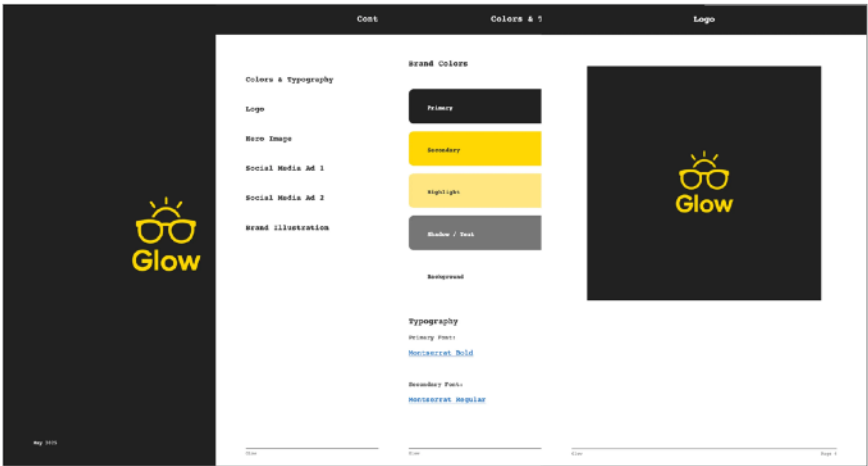 Glow
May 2025
Cont
Colors & Typography
Logo
Hero Image
Social Media Ad 1
Social Media Ad 2
Brand Illustration
Glow
Colors & T
Brand Colors
Primary
Secondary
Highlight
Shadow / Text
Background
Typography
Primary Font:
Montserrat Bold
Secondary Font:
Montserrat Regular
Glow
Logo
Glow
Glow
Page 3